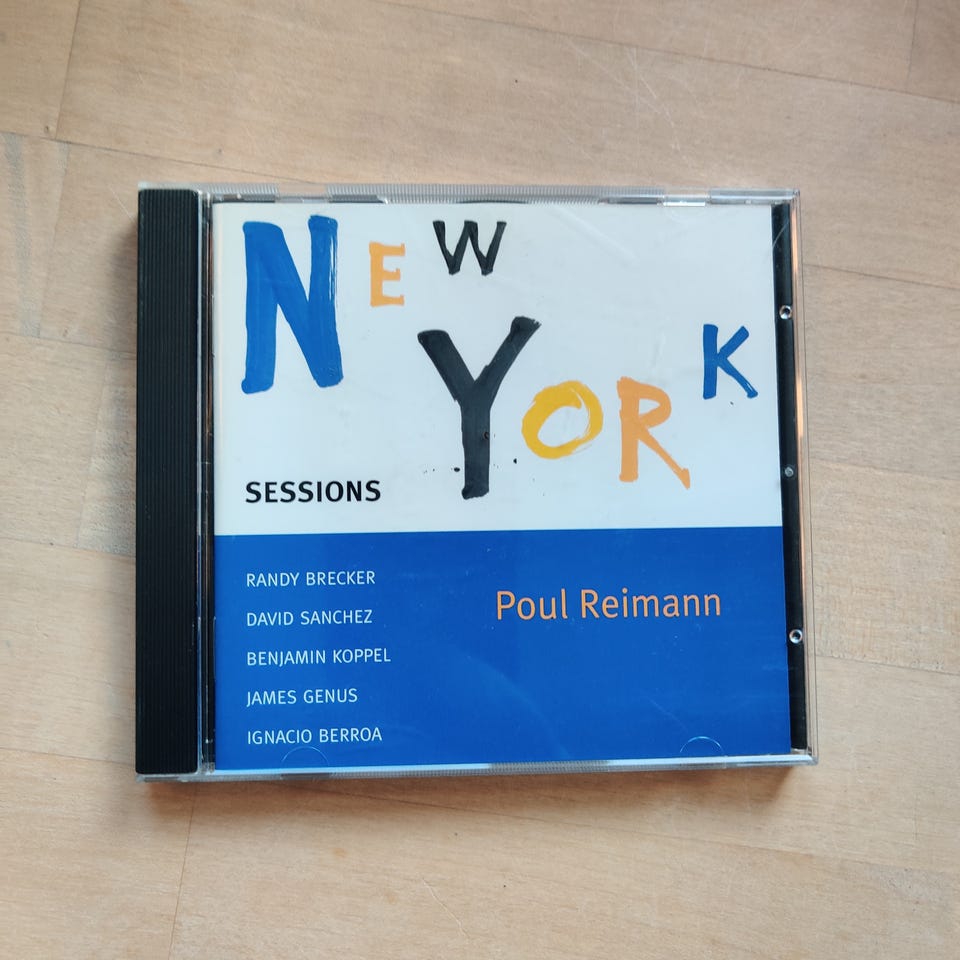 NEW
YORK
SESSIONS
RANDY BRECKER
DAVID SANCHEZ
BENJAMIN KOPPEL
JAMES GENUS
IGNACIO BERROA
Poul Reimann